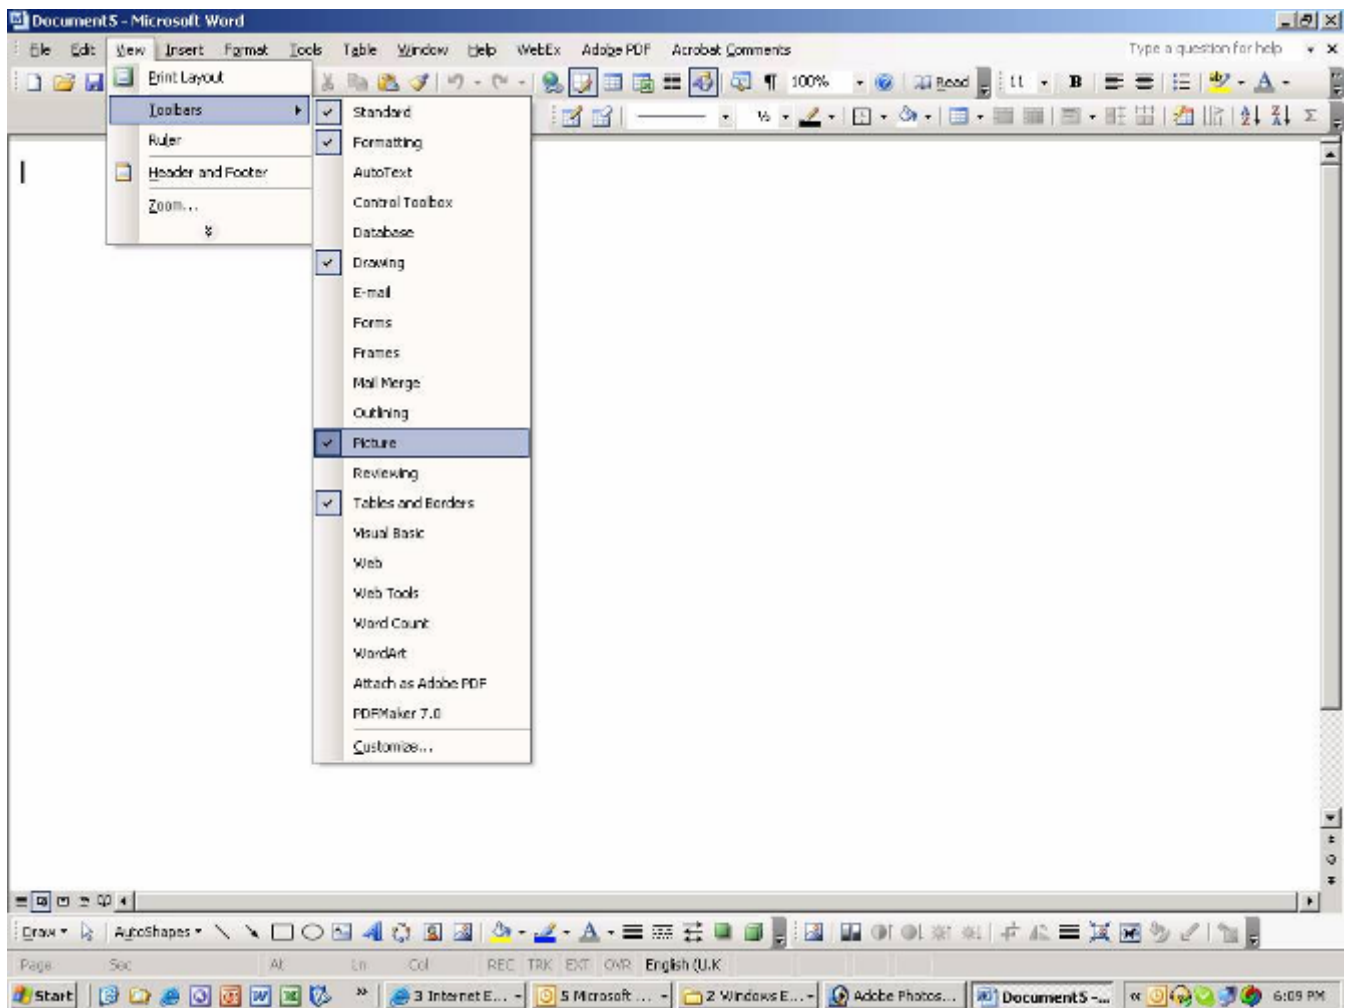 Document5 - Microsoft Word
File Edit View Insert Format Tools Table Window Help WebEx Adobe PDF Acrobat Comments Type a question for help
Print Layout
100% Read 11 B A
Toolbars
Standard
½
Ruler
Formatting
Header and Footer
AutoText
Zoom...
Control Toolbox
Database
Drawing
E-mail
Forms
Frames
Mail Merge
Outlining
Picture
Reviewing
Tables and Borders
Visual Basic
Web
Web Tools
Word Count
WordArt
Attach as Adobe PDF
PDFMaker 7.0
Customize...
Draw AutoShapes A
Page Sec At Ln Col REC TRK EXT OVR English (U.K
Start 3 Internet E... 5 Microsoft ... 2 Windows E... Adobe Photos... Document5 -... 6:09 PM